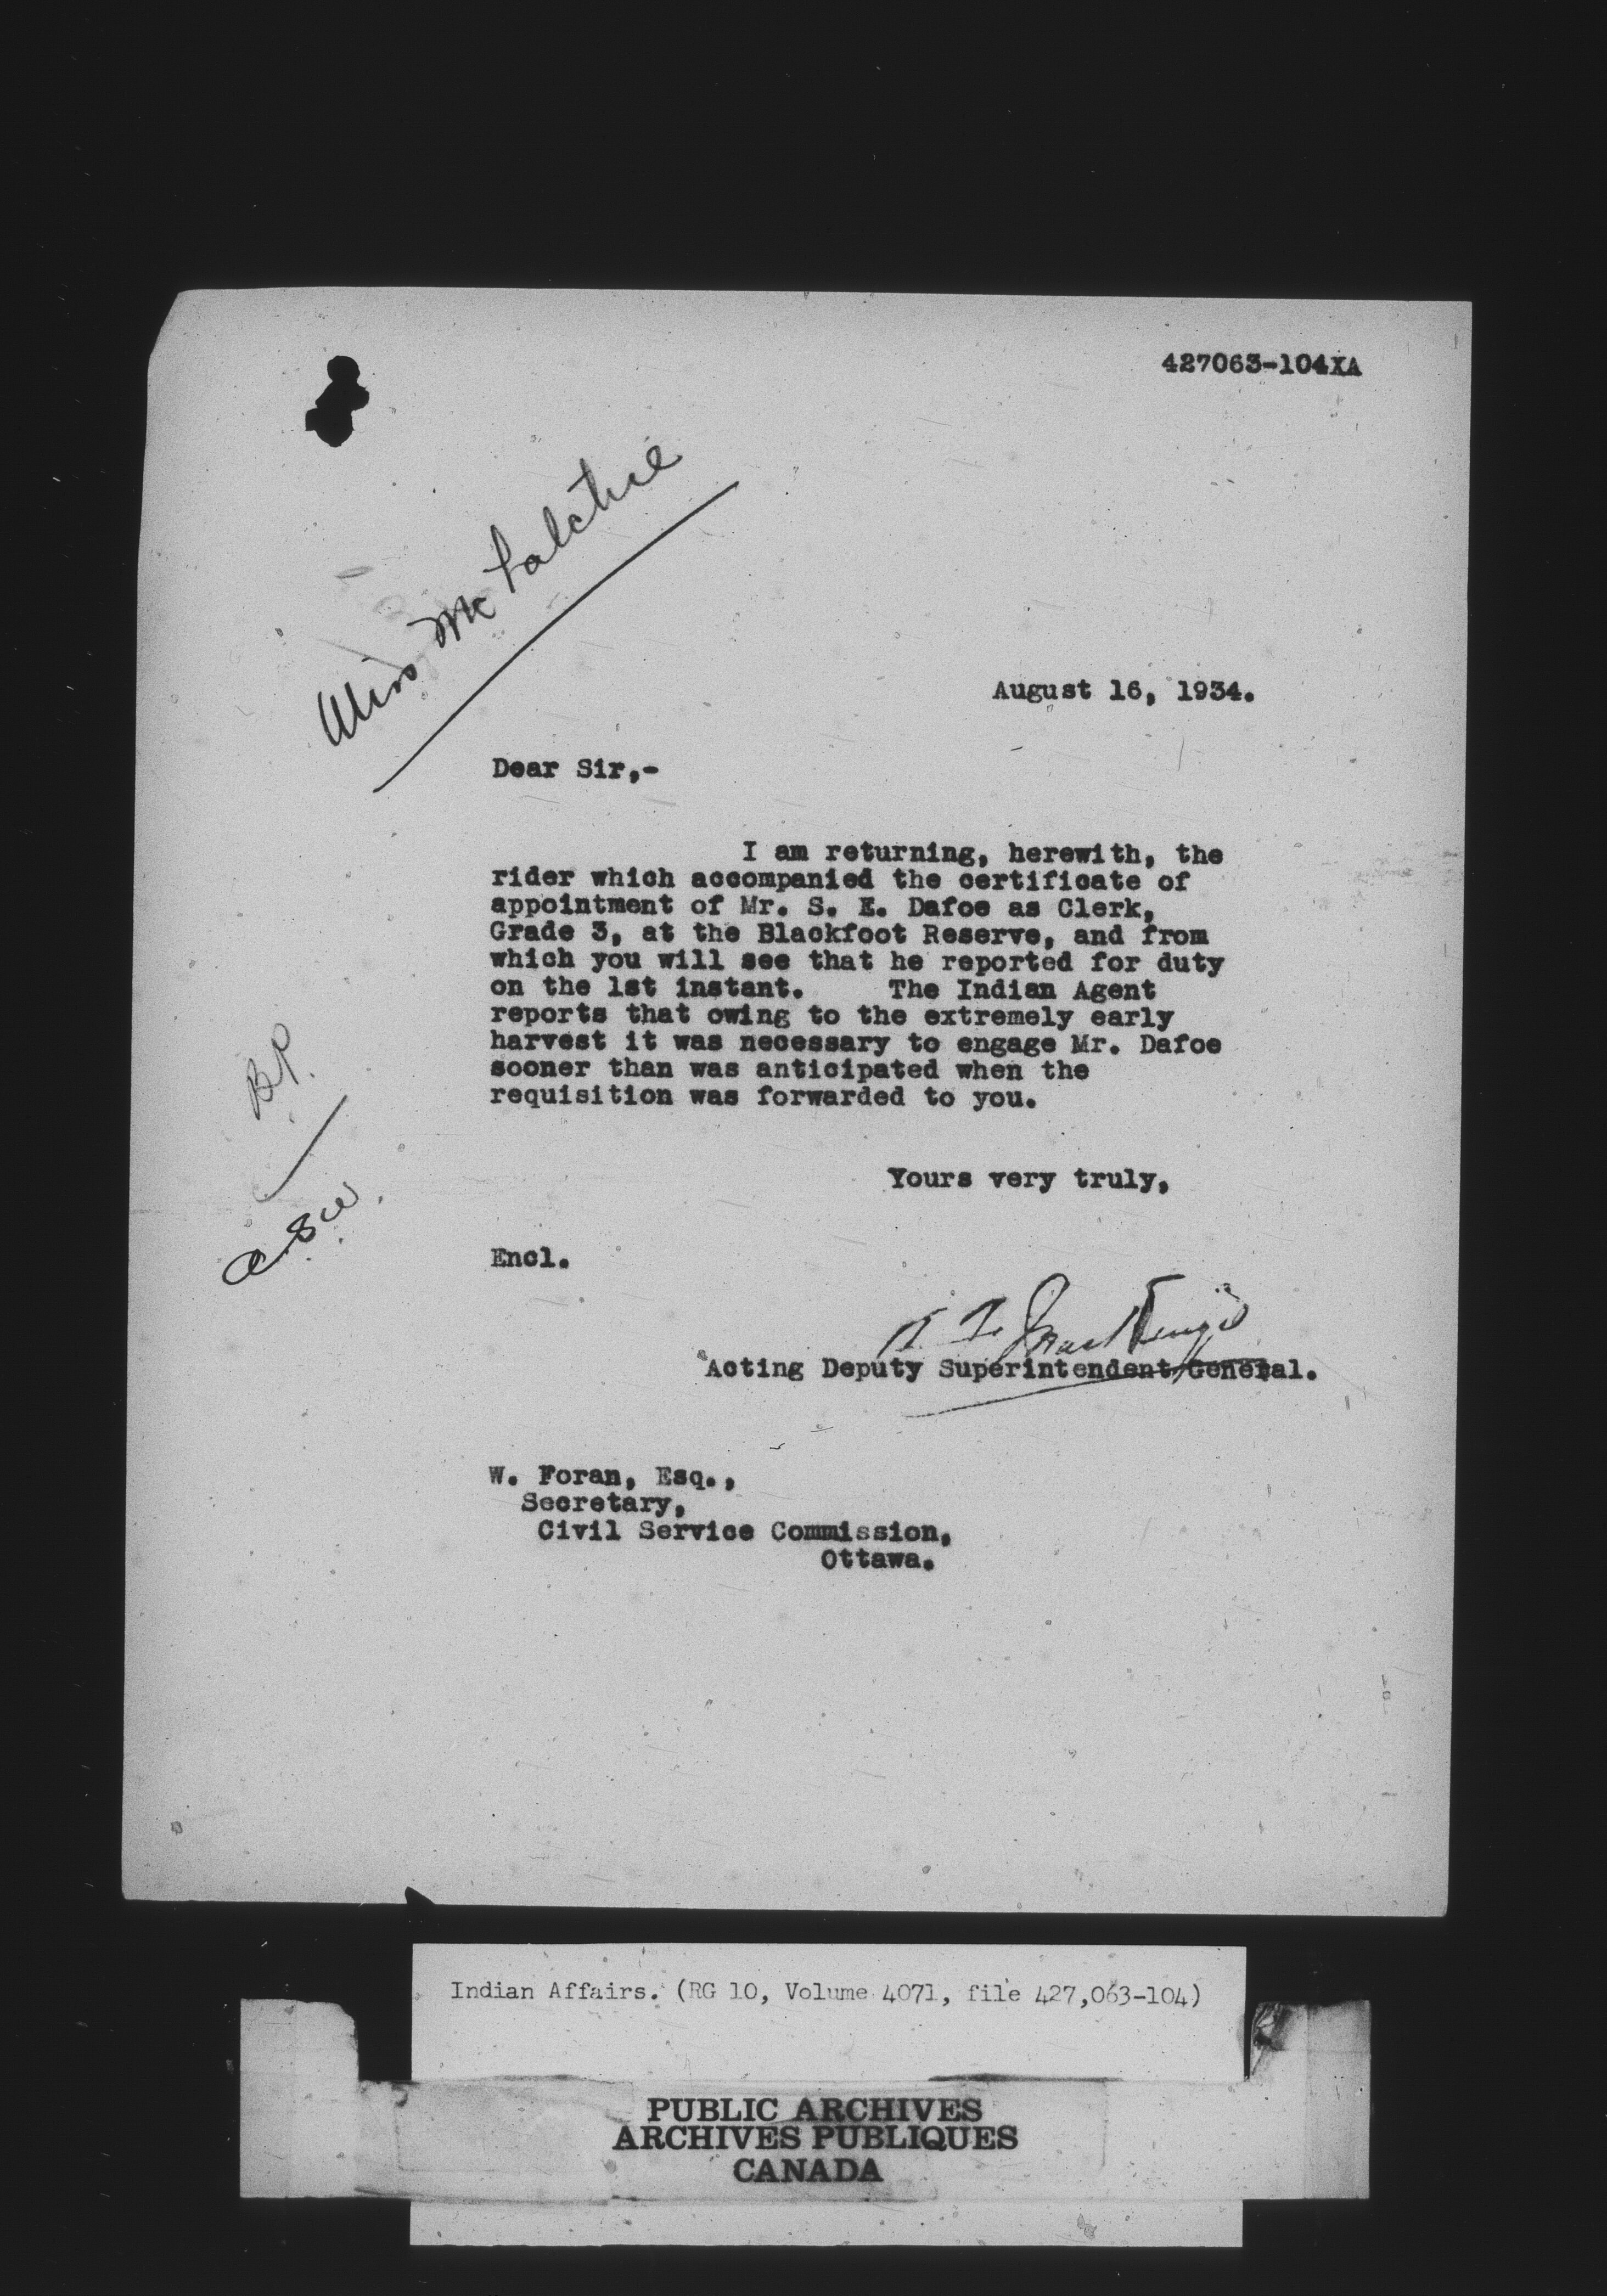 427063-104XA
Miss McPatchie
August 16, 1934.
Dear Sir,-
I am returning, herewith, the
rider which accompanied the certificate of
appointment of Mr. S. E. Dafoe as Clerk,
Grade 3, at the Blackfoot Reserve, and from
which you will see that he reported for duty
on the 1st instant. The Indian Agent
reports that owing to the extremely early
harvest it was necessary to engage Mr. Dafoe
sooner than was anticipated when the
requisition was forwarded to you.
BP.
Yours very truly,
Encl.
MacKenzie
Acting Deputy Superintendent General.
W. Foran, Esq.,
Secretary,
Civil Service Commission,
Ottawa.
Indian Affairs. (RG 10, Volume 4071, file 427,063-104)
PUBLIC ARCHIVES
ARCHIVES PUBLIQUES
CANADA